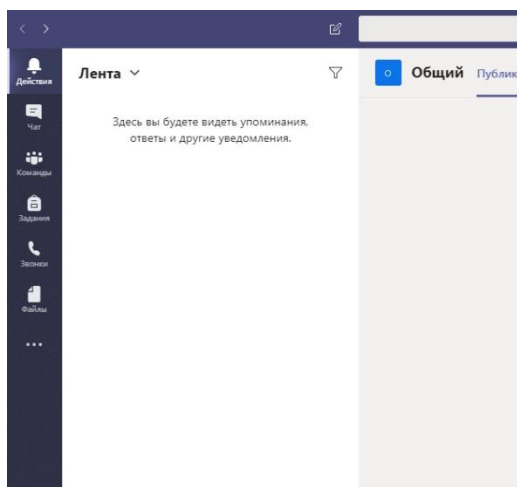 Действия
Чат
Команды
Задания
Звонки
Файлы
Лента
Здесь вы будете видеть упоминания,
ответы и другие уведомления.
О
Общий Публик